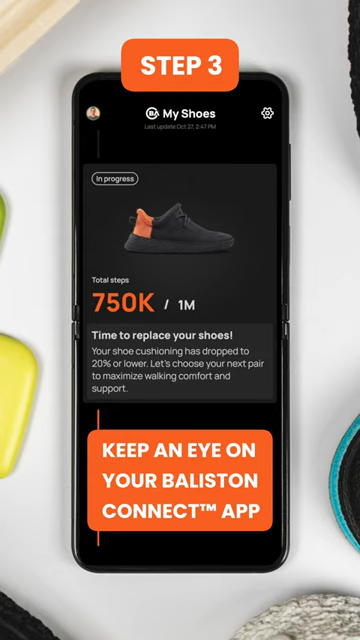 STEP 3
BA My Shoes
Last update Oct 27, 2:47 PM
In progress
Total steps
750K / 1M
Time to replace your shoes!
Your shoe cushioning has dropped to
20% or lower. Let's choose your next pair
to maximize walking comfort and
support.
KEEP AN EYE ON
YOUR BALISTON
CONNECT™ APP